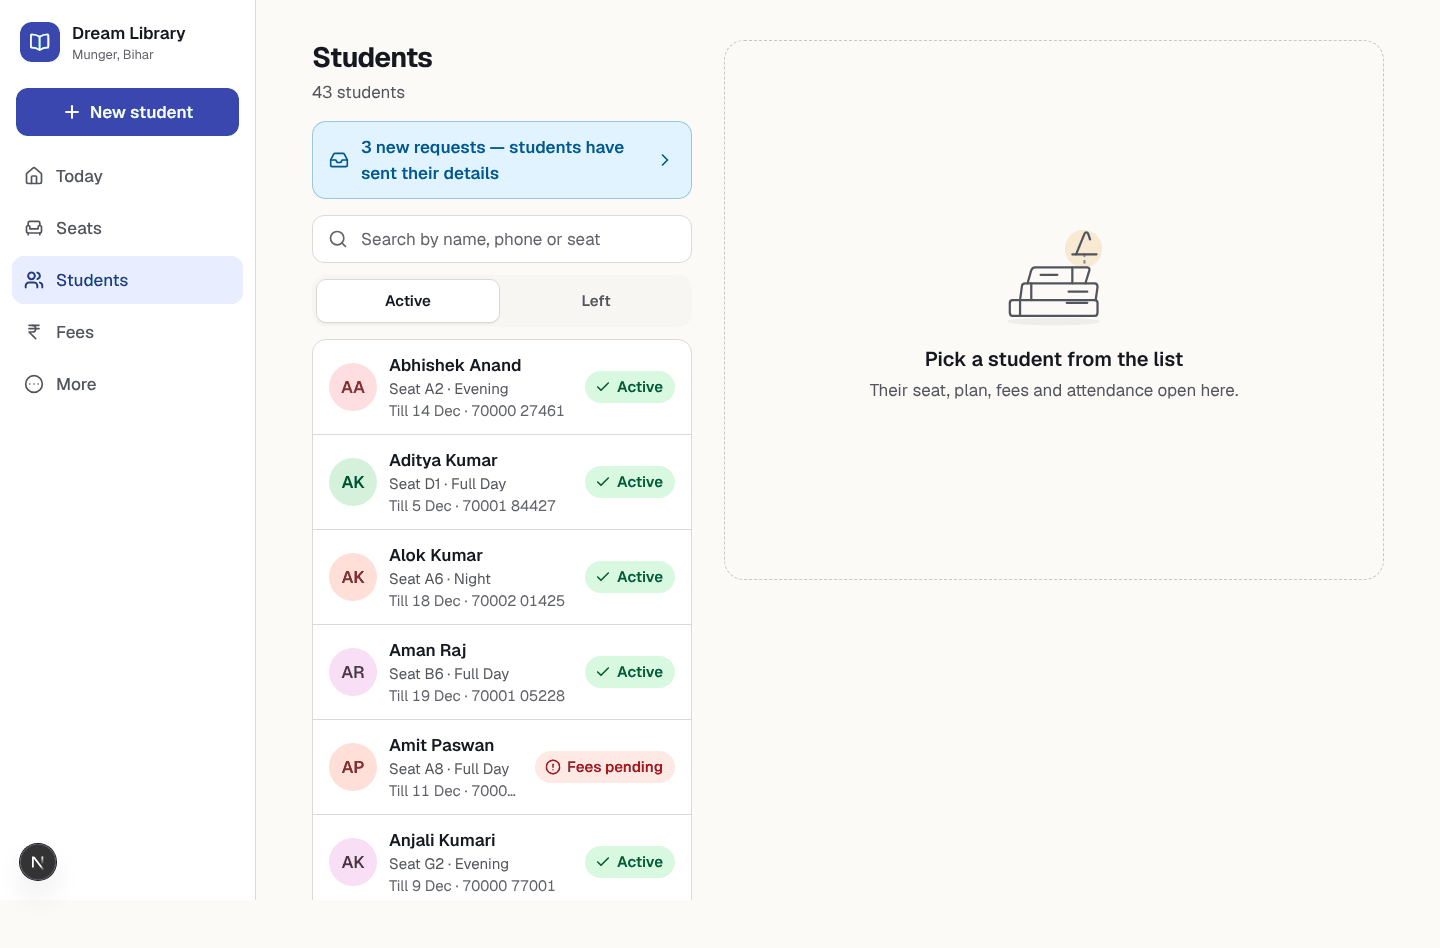 Dream Library
Munger, Bihar
New student
Today
Seats
Students
Fees
More
N
Students
43 students
3 new requests — students have
sent their details
Search by name, phone or seat
Active
Left
AA
Abhishek Anand
Seat A2 · Evening
Till 14 Dec · 70000 27461
Active
AK
Aditya Kumar
Seat D1 · Full Day
Till 5 Dec · 70001 84427
Active
AK
Alok Kumar
Seat A6 · Night
Till 18 Dec · 70002 01425
Active
AR
Aman Raj
Seat B6 · Full Day
Till 19 Dec · 70001 05228
Active
AP
Amit Paswan
Seat A8 · Full Day
Till 11 Dec · 7000...
Fees pending
AK
Anjali Kumari
Seat G2 · Evening
Till 9 Dec · 70000 77001
Active
Pick a student from the list
Their seat, plan, fees and attendance open here.